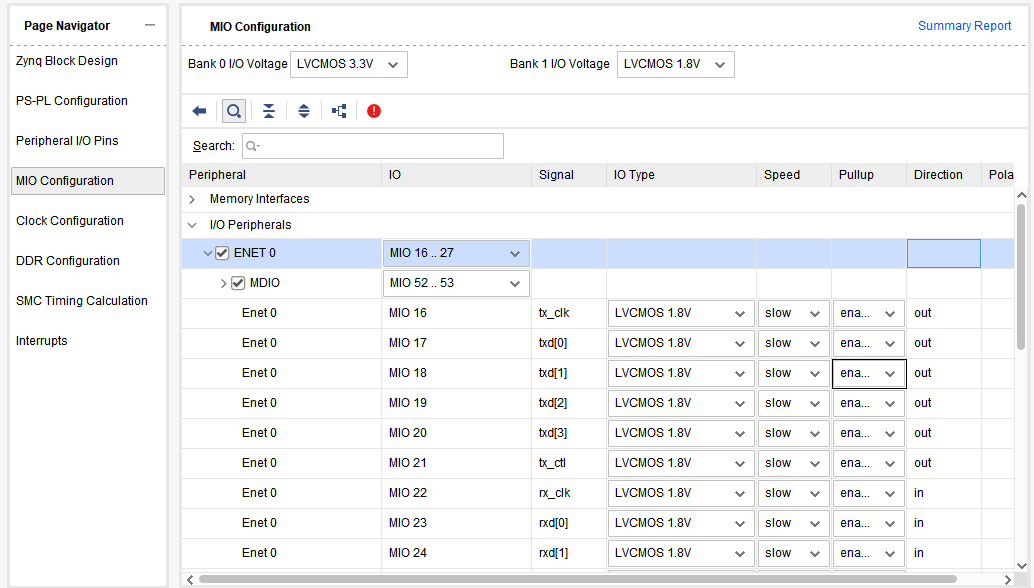 Page Navigator
Zynq Block Design
PS-PL Configuration
Peripheral I/O Pins
MIO Configuration
Clock Configuration
DDR Configuration
SMC Timing Calculation
Interrupts
MIO Configuration Summary Report
Bank 0 I/O Voltage LVCMOS 3.3V Bank 1 I/O Voltage LVCMOS 1.8V
Search:
Peripheral IO Signal IO Type Speed Pullup Direction Pola
Memory Interfaces
I/O Peripherals
ENET 0 MIO 16 .. 27
MDIO MIO 52 .. 53
Enet 0 MIO 16 tx_clk LVCMOS 1.8V slow ena... out
Enet 0 MIO 17 txd[0] LVCMOS 1.8V slow ena... out
Enet 0 MIO 18 txd[1] LVCMOS 1.8V slow ena... out
Enet 0 MIO 19 txd[2] LVCMOS 1.8V slow ena... out
Enet 0 MIO 20 txd[3] LVCMOS 1.8V slow ena... out
Enet 0 MIO 21 tx_ctl LVCMOS 1.8V slow ena... out
Enet 0 MIO 22 rx_clk LVCMOS 1.8V slow ena... in
Enet 0 MIO 23 rxd[0] LVCMOS 1.8V slow ena... in
Enet 0 MIO 24 rxd[1] LVCMOS 1.8V slow ena... in